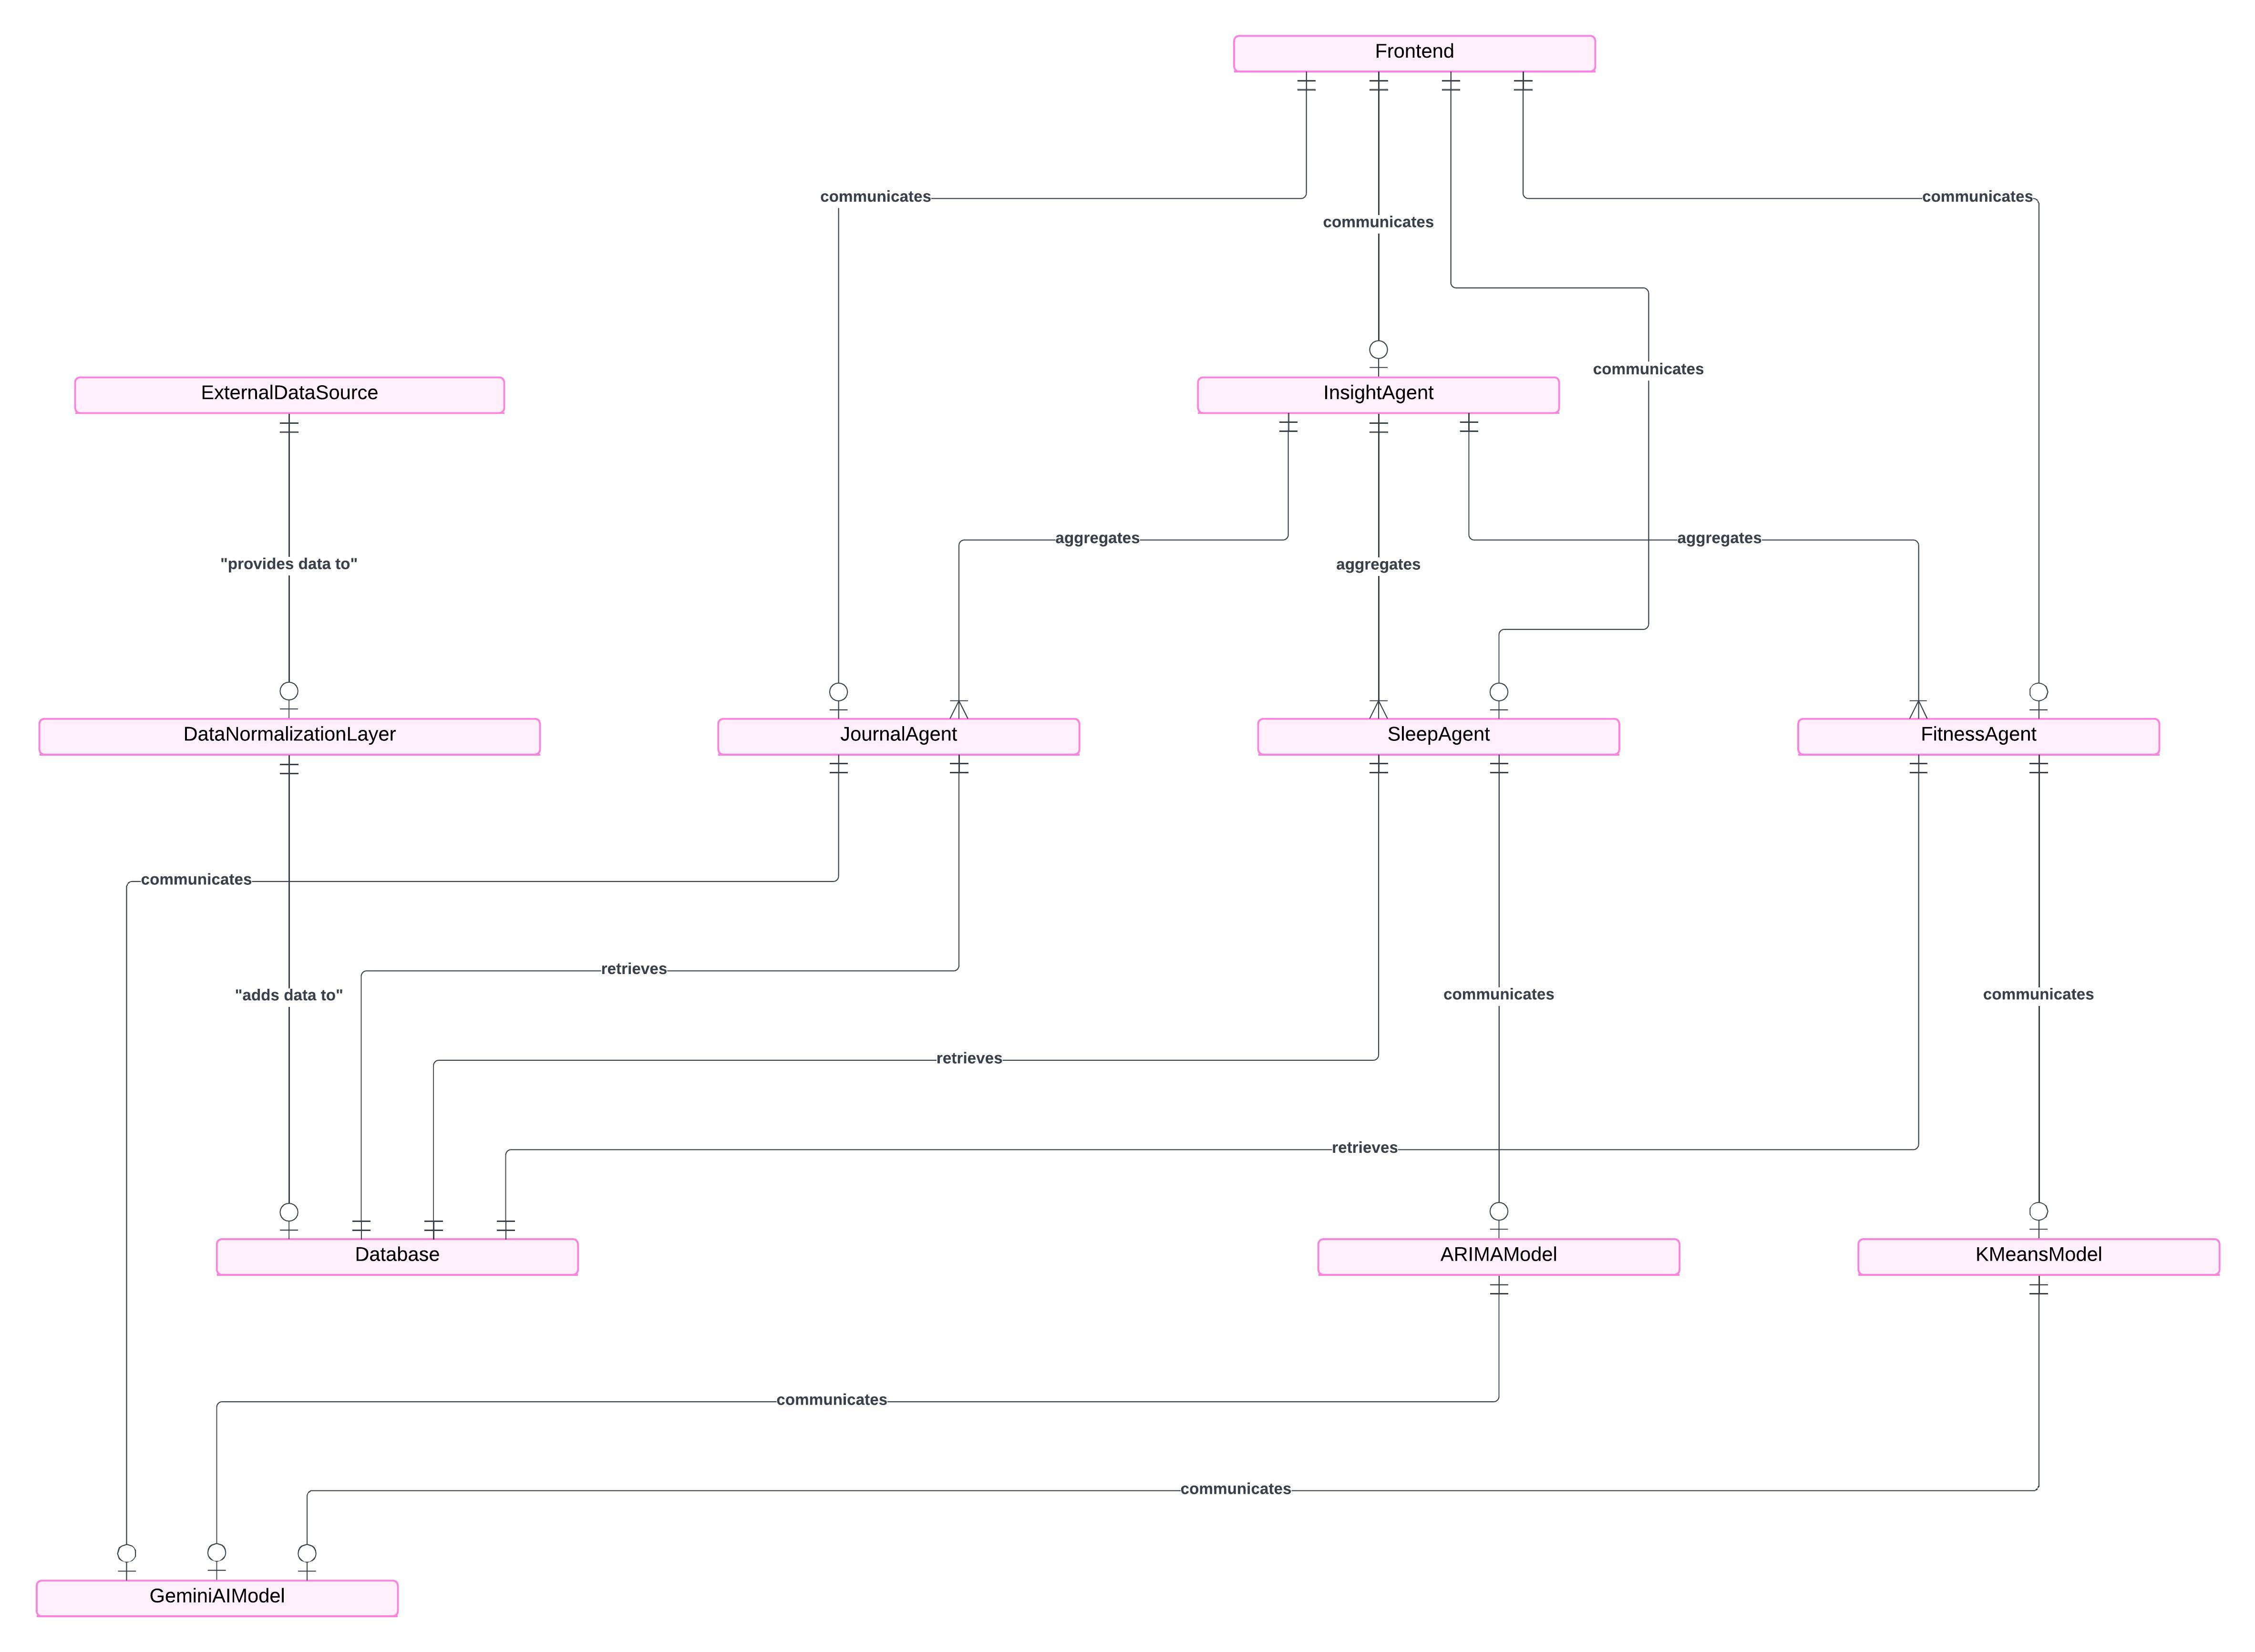 Frontend
communicates
communicates
communicates
communicates
ExternalDataSource
InsightAgent
aggregates
aggregates
"provides data to"
aggregates
DataNormalizationLayer
JournalAgent
SleepAgent
FitnessAgent
communicates
retrieves
"adds data to"
communicates
communicates
retrieves
retrieves
Database
ARIMAModel
KMeansModel
communicates
communicates
GeminiAIModel